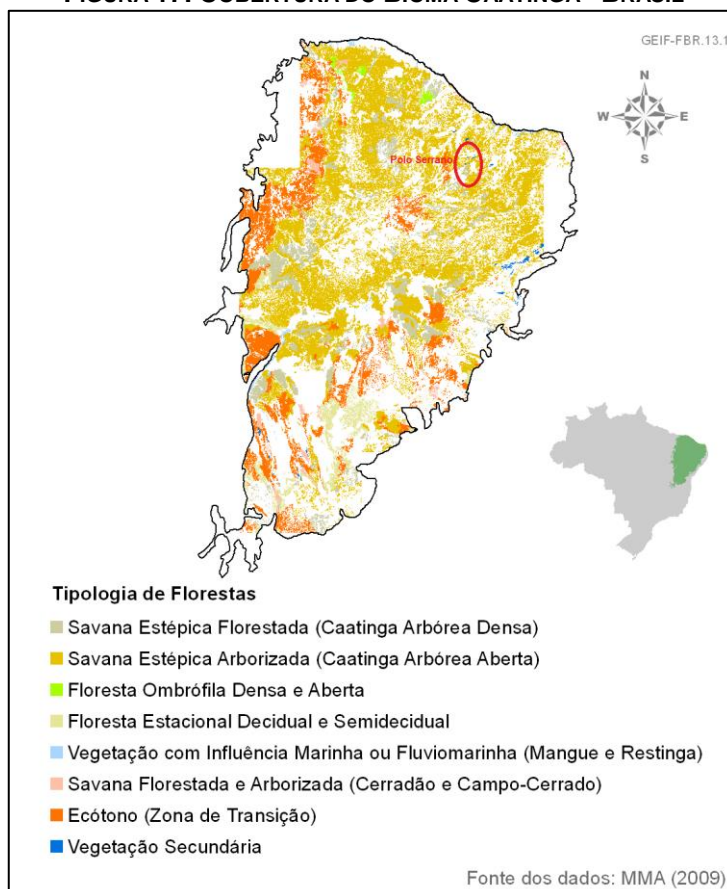 FIGURA 17: COBERTURA DO BIOMA CAATINGA - BRASIL
GEIF-FBR.13.1
N
W
E
S
Polo Serrano
Tipologia de Florestas
Savana Estépica Florestada (Caatinga Arbórea Densa)
Savana Estépica Arborizada (Caatinga Arbórea Aberta)
Floresta Ombrófila Densa e Aberta
Floresta Estacional Decidual e Semidecidual
Vegetação com Influência Marinha ou Fluviomarinha (Mangue e Restinga)
Savana Florestada e Arborizada (Cerradão e Campo-Cerrado)
Ecótono (Zona de Transição)
Vegetação Secundária
Fonte dos dados: MMA (2009)